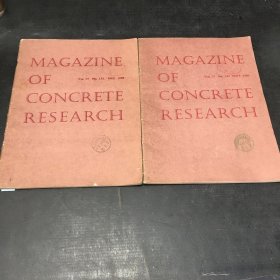 MAGAZINE
OF
CONCRETE
RESEARCH
MAGAZINE
OF
CONCRETE
RESEARCH